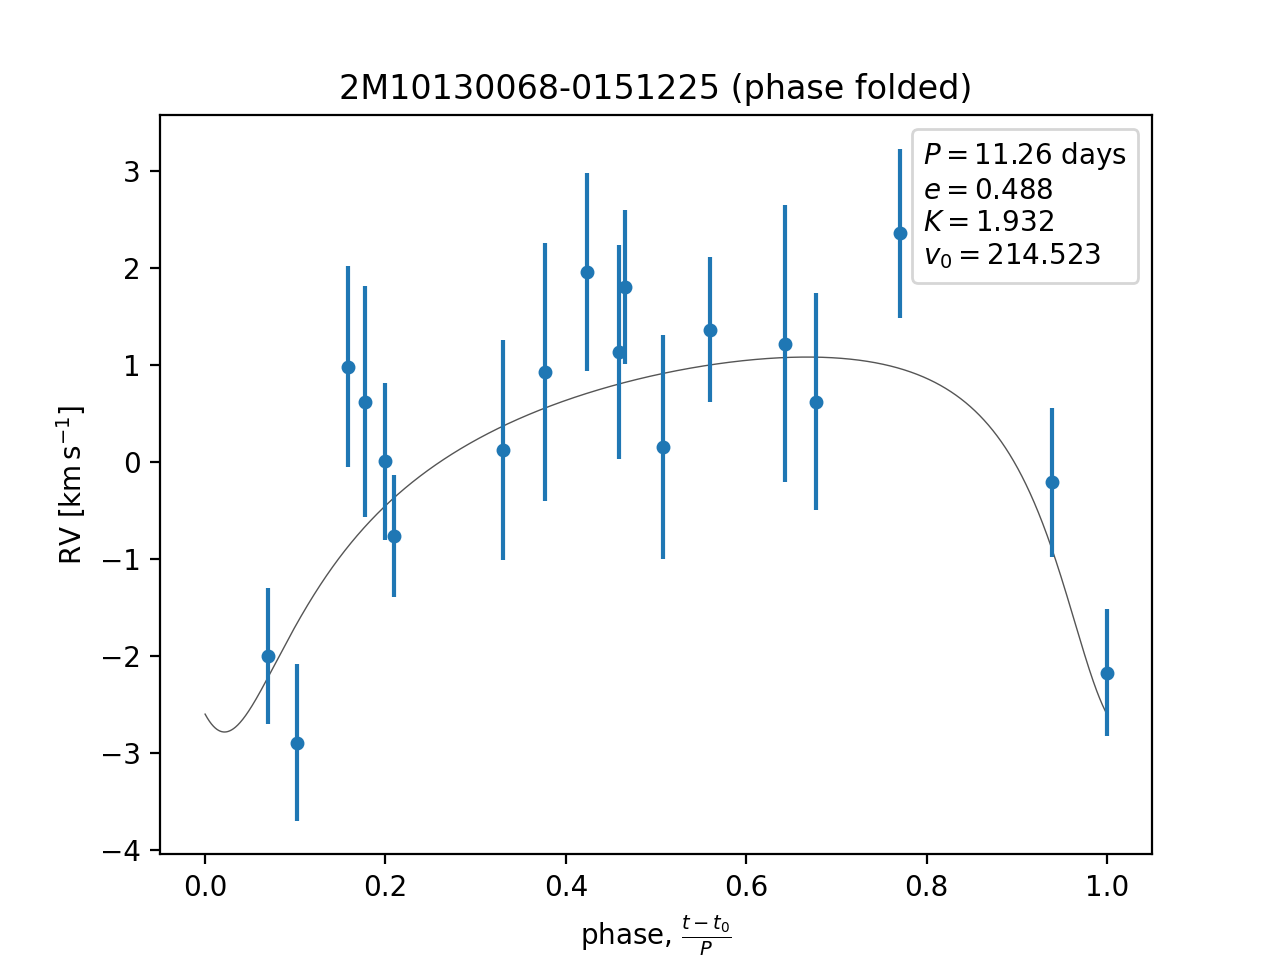 2M10130068-0151225 (phase folded)
P = 11.26 days
e = 0.488
K = 1.932
v₀ = 214.523
RV [km s⁻¹]
3
2
1
0
−1
−2
−3
−4
0.0 0.2 0.4 0.6 0.8 1.0
phase, (t − t₀)/P